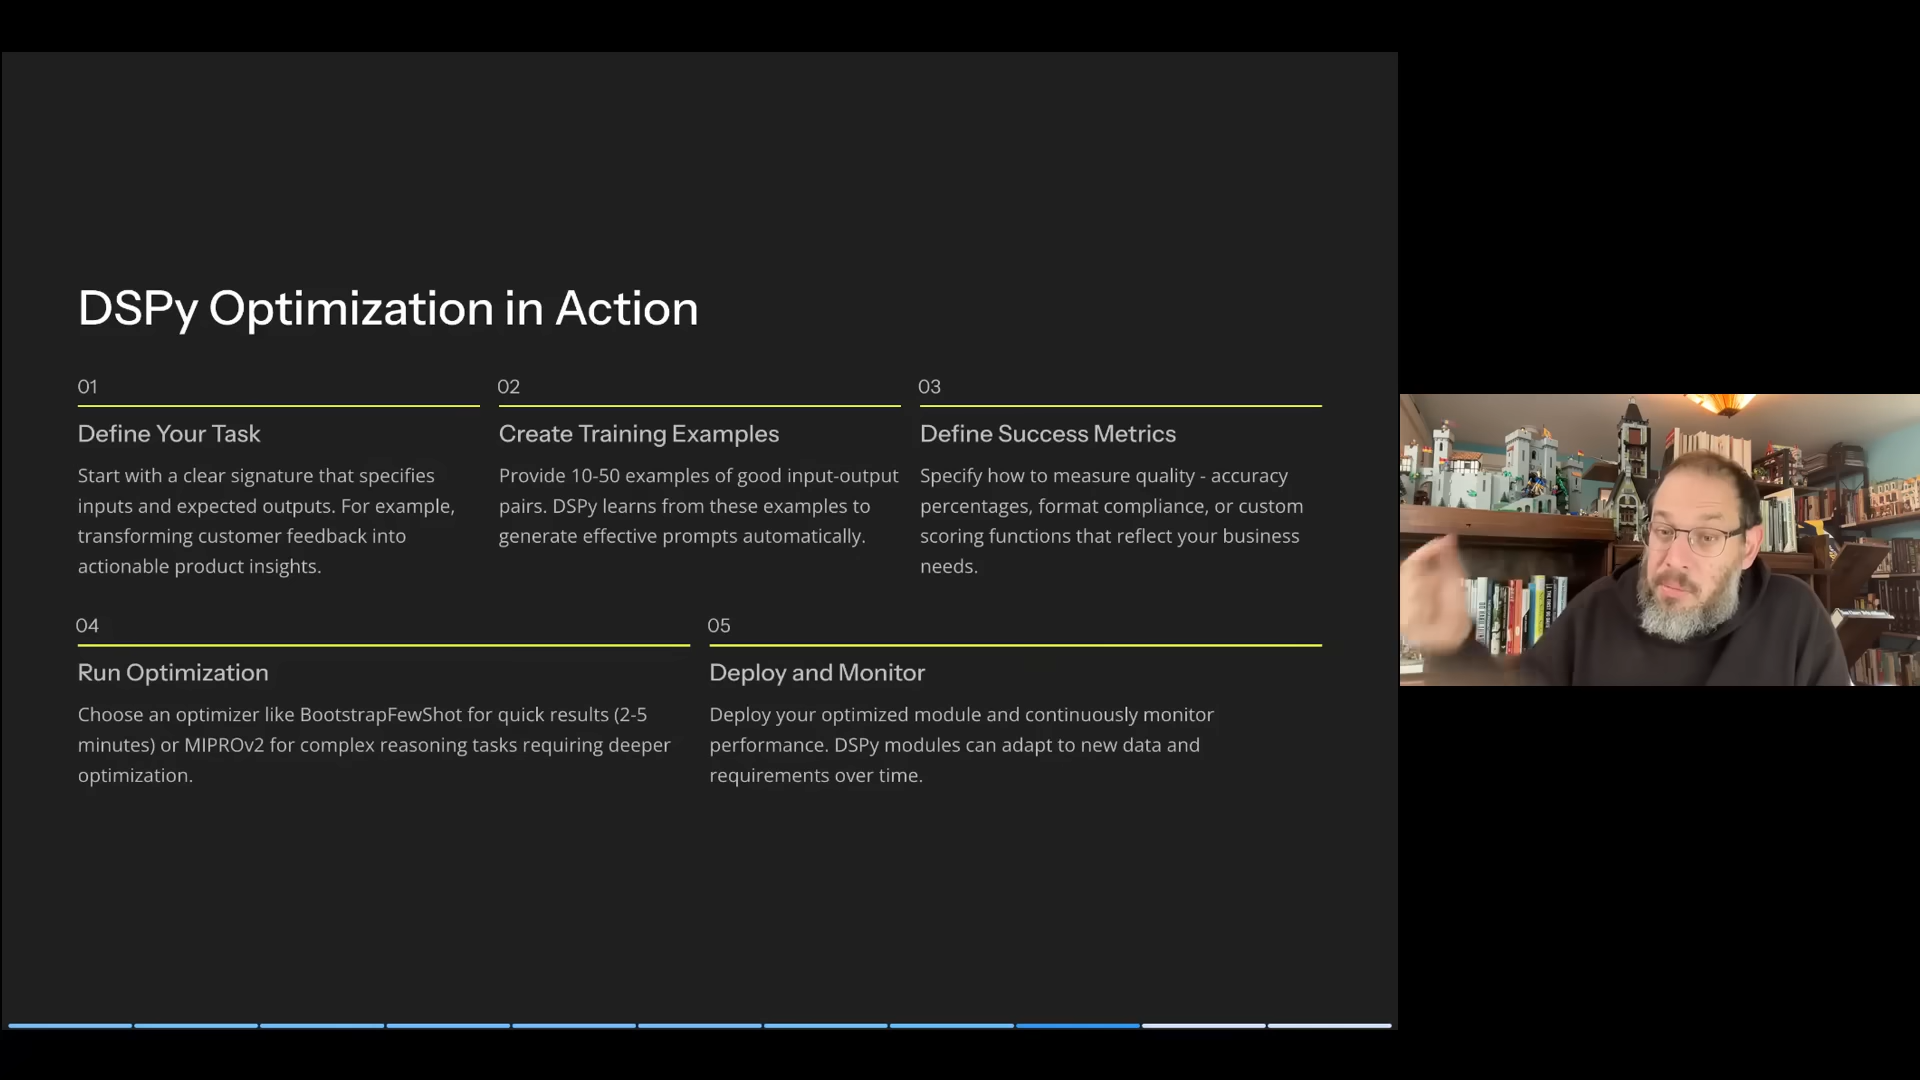 DSPy Optimization in Action
01
Define Your Task
Start with a clear signature that specifies
inputs and expected outputs. For example,
transforming customer feedback into
actionable product insights.
02
Create Training Examples
Provide 10-50 examples of good input-output
pairs. DSPy learns from these examples to
generate effective prompts automatically.
03
Define Success Metrics
Specify how to measure quality - accuracy
percentages, format compliance, or custom
scoring functions that reflect your business
needs.
04
Run Optimization
Choose an optimizer like BootstrapFewShot for quick results (2-5
minutes) or MIPROv2 for complex reasoning tasks requiring deeper
optimization.
05
Deploy and Monitor
Deploy your optimized module and continuously monitor
performance. DSPy modules can adapt to new data and
requirements over time.